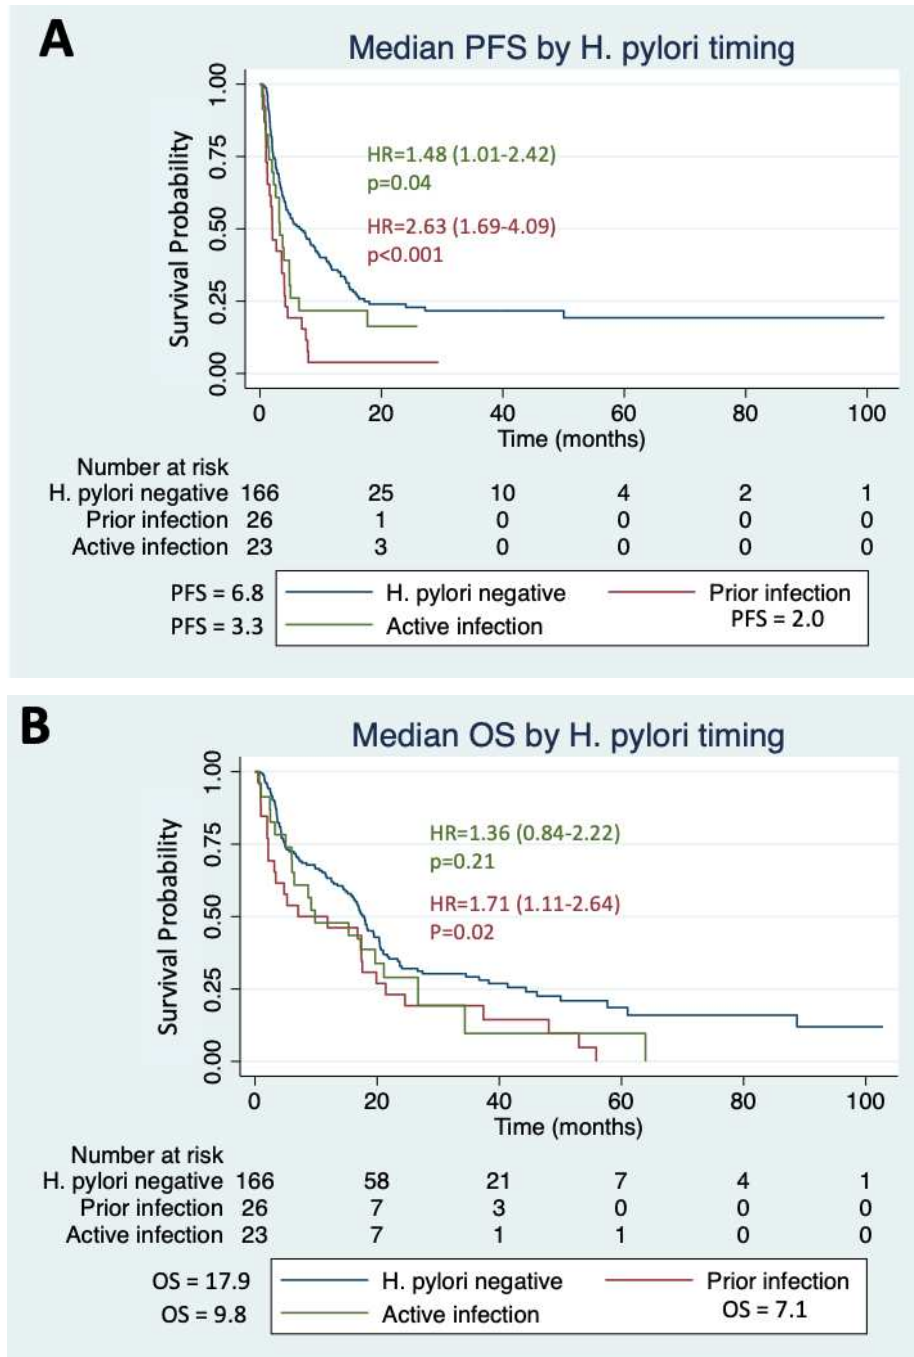 A
Median PFS by H. pylori timing
Survival Probability
1.00
0.75
0.50
0.25
0.00
HR=1.48 (1.01-2.42)
p=0.04
HR=2.63 (1.69-4.09)
p<0.001
0 20 40 60 80 100
Time (months)
Number at risk
H. pylori negative 166 25 10 4 2 1
Prior infection 26 1 0 0 0 0
Active infection 23 3 0 0 0 0
PFS = 6.8 H. pylori negative Prior infection
PFS = 3.3 Active infection PFS = 2.0
B
Median OS by H. pylori timing
Survival Probability
1.00
0.75
0.50
0.25
0.00
HR=1.36 (0.84-2.22)
p=0.21
HR=1.71 (1.11-2.64)
P=0.02
0 20 40 60 80 100
Time (months)
Number at risk
H. pylori negative 166 58 21 7 4 1
Prior infection 26 7 3 0 0 0
Active infection 23 7 1 1 0 0
OS = 17.9 H. pylori negative Prior infection
OS = 9.8 Active infection OS = 7.1